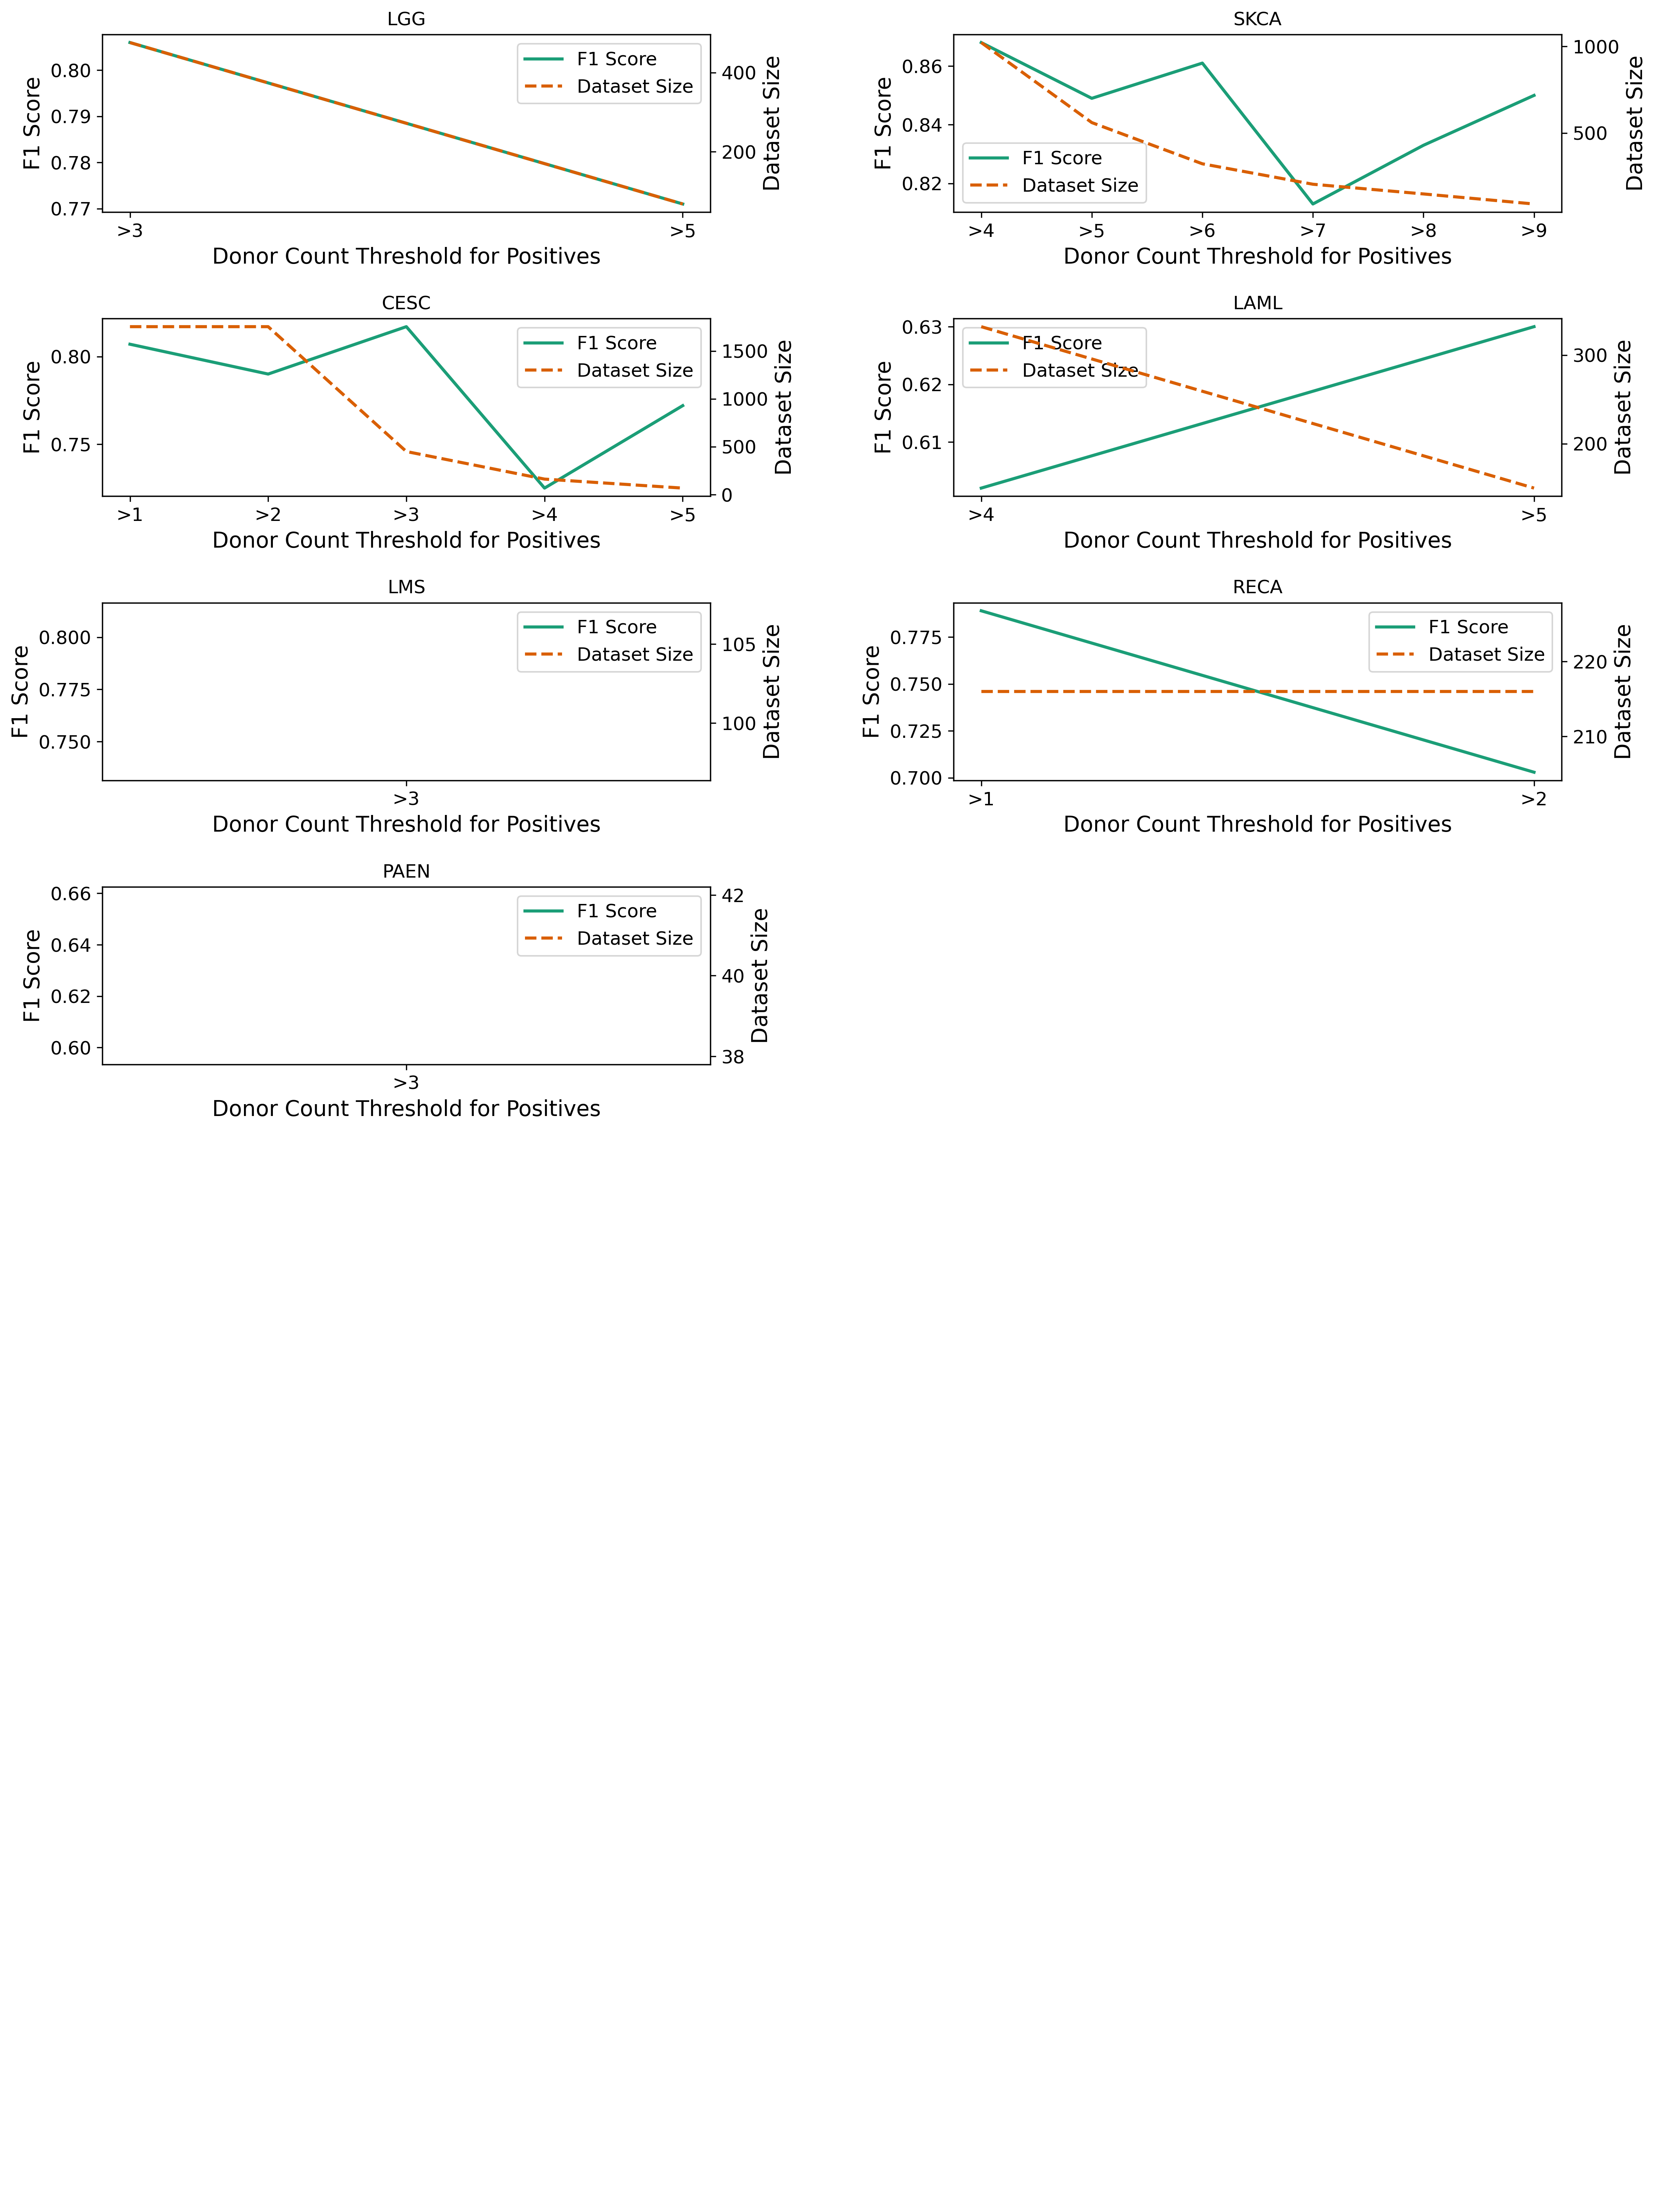 LGG
F1 Score
0.80
0.79
0.78
0.77
F1 Score
Dataset Size
400
200
Dataset Size
>3
>5
Donor Count Threshold for Positives
SKCA
F1 Score
0.86
0.84
0.82
F1 Score
Dataset Size
1000
500
Dataset Size
>4
>5
>6
>7
>8
>9
Donor Count Threshold for Positives
CESC
F1 Score
0.80
0.75
F1 Score
Dataset Size
1500
1000
500
0
Dataset Size
>1
>2
>3
>4
>5
Donor Count Threshold for Positives
LAML
F1 Score
0.63
0.62
0.61
F1 Score
Dataset Size
300
200
Dataset Size
>4
>5
Donor Count Threshold for Positives
LMS
F1 Score
0.800
0.775
0.750
F1 Score
Dataset Size
105
100
Dataset Size
>3
Donor Count Threshold for Positives
RECA
F1 Score
0.775
0.750
0.725
0.700
F1 Score
Dataset Size
220
210
Dataset Size
>1
>2
Donor Count Threshold for Positives
PAEN
F1 Score
0.66
0.64
0.62
0.60
F1 Score
Dataset Size
42
40
38
Dataset Size
>3
Donor Count Threshold for Positives